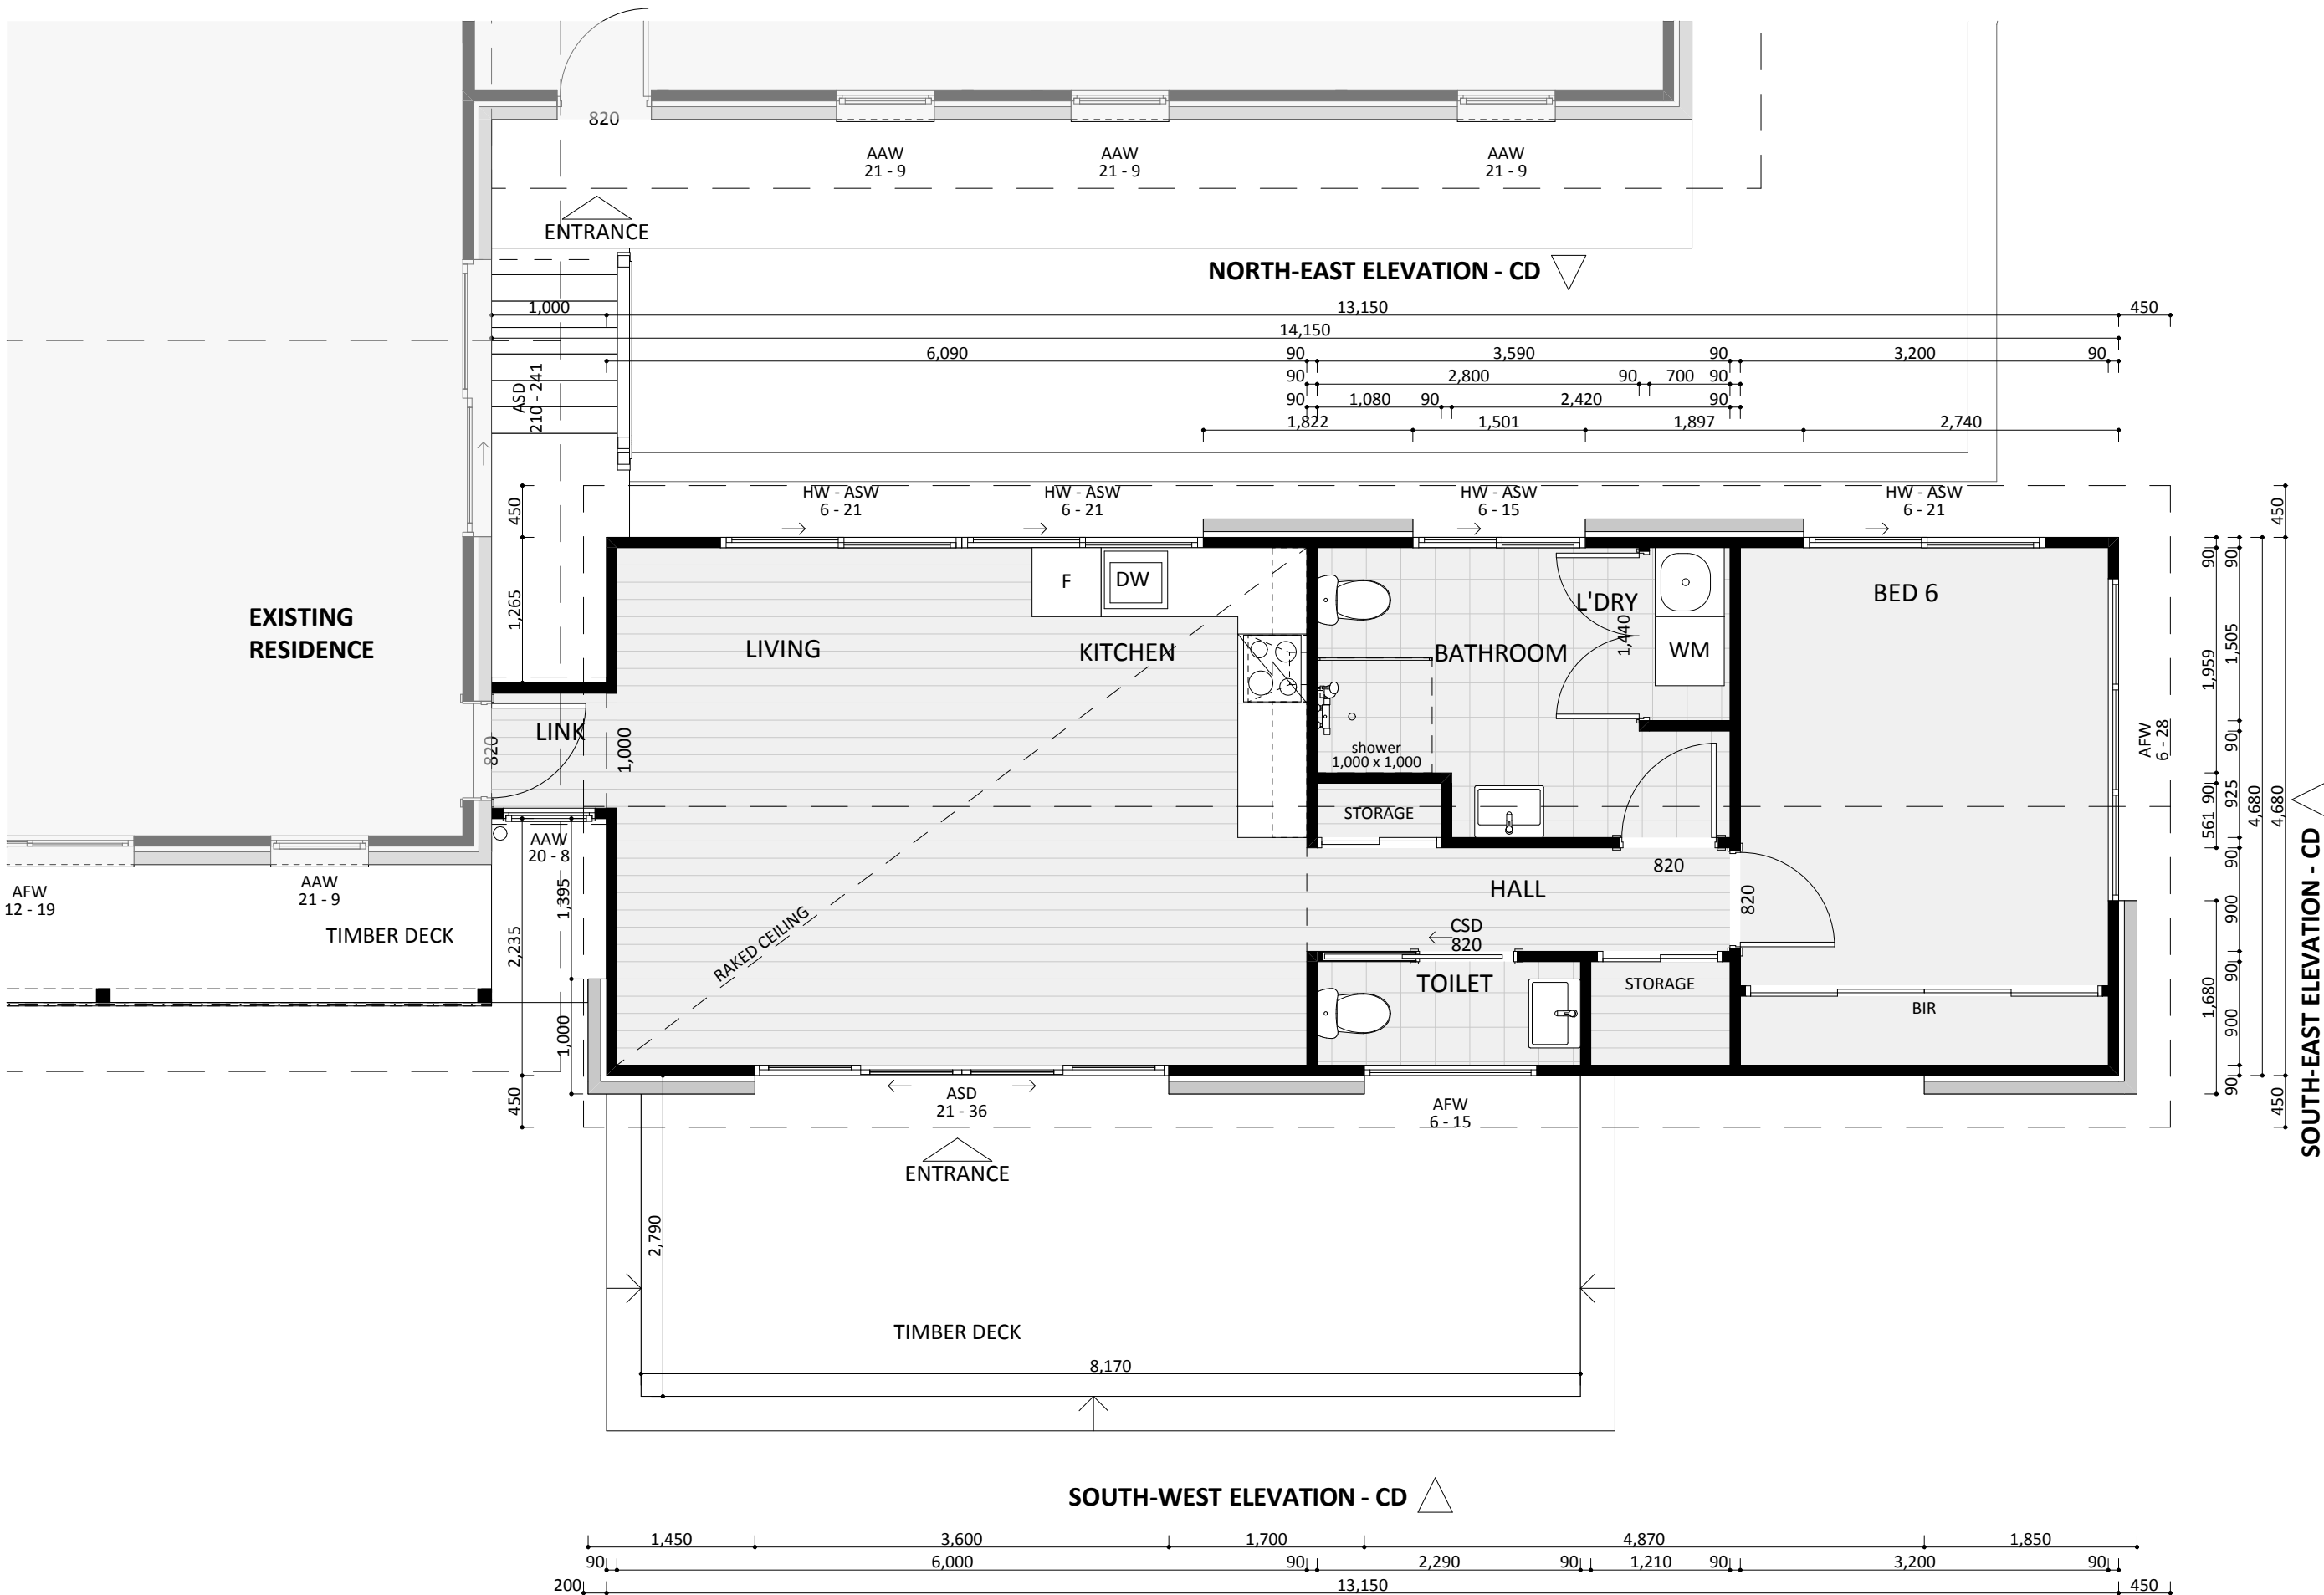 820
AAW
21 - 9
AAW
21 - 9
AAW
21 - 9
ENTRANCE
NORTH-EAST ELEVATION - CD
1,000
13,150
450
14,150
6,090
90
3,590
90
3,200
90
90
2,800
90
700
90
90
1,080
90
2,420
90
1,822
1,501
1,897
2,740
ASD
210 - 241
HW - ASW
6 - 21
HW - ASW
6 - 21
HW - ASW
6 - 15
HW - ASW
6 - 21
450
1,265
450
EXISTING
RESIDENCE
LIVING
F
DW
KITCHEN
BATHROOM
L'DRY
1,440
WM
BED 6
LINK
820
1,000
shower
1,000 x 1,000
STORAGE
AFW
6 - 28
90
1,959
90
561
1,680
90
1,505
90
925
90
900
90
900
90
4,680
4,680
450
SOUTH-EAST ELEVATION - CD
AAW
20 - 8
1,395
2,235
1,000
450
AFW
12 - 19
AAW
21 - 9
TIMBER DECK
RAKED CEILING
HALL
820
820
CSD
820
TOILET
STORAGE
BIR
ASD
21 - 36
AFW
6 - 15
ENTRANCE
2,790
TIMBER DECK
8,170
SOUTH-WEST ELEVATION - CD
1,450
3,600
1,700
4,870
1,850
90
6,000
90
2,290
90
1,210
90
3,200
90
200
13,150
450